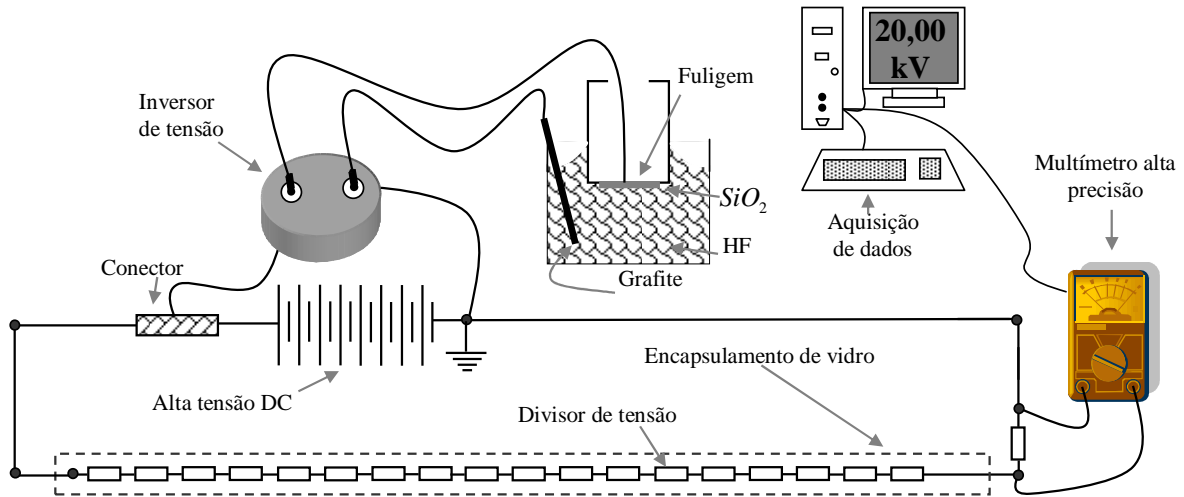 20,00
kV
Fuligem
Inversor
de tensão
Multímetro alta
precisão
SiO2
Aquisição
de dados
HF
Conector
Grafite
Encapsulamento de vidro
Alta tensão DC
Divisor de tensão